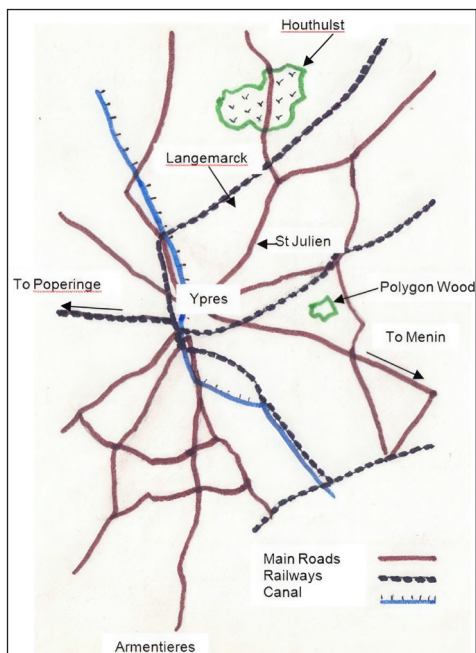 Houthulst
Langemarck
St Julien
To Poperinge
Ypres
Polygon Wood
To Menin
Main Roads
Railways
Canal
Armentieres